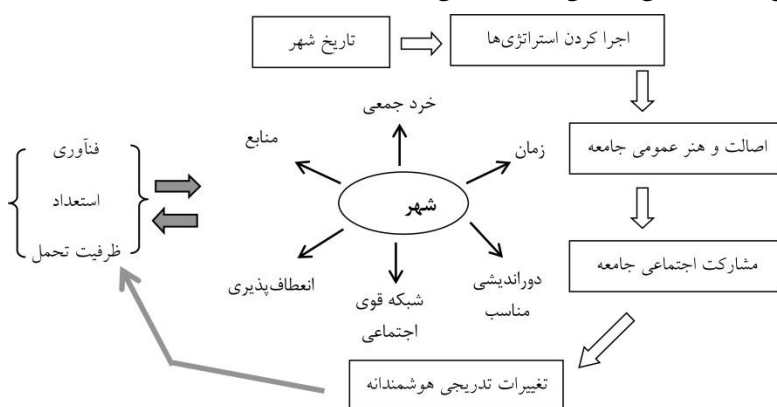 تاریخ شهر
اجرا کردن استراتژی‌ها
خرد جمعی
منابع
زمان
اصالت و هنر عمومی جامعه
فنآوری
استعداد
ظرفیت تحمل
شهر
مشارکت اجتماعی جامعه
انعطاف‌پذیری
شبکه قوی
اجتماعی
دوراندیشی
مناسب
تغییرات تدریجی هوشمندانه